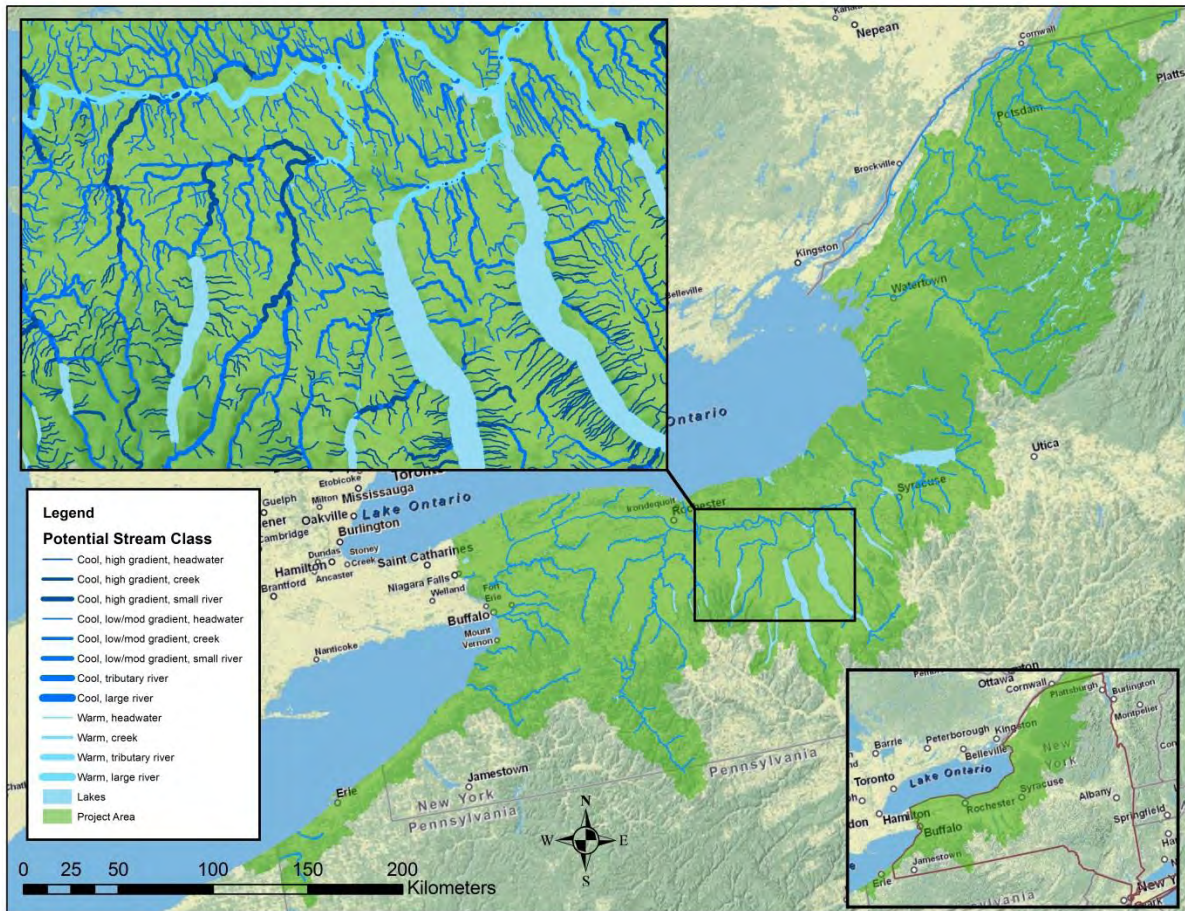 Nepean
Cornwall
Platts
Potsdam
Brockville
Kingston
Belleville
Watertown
Ontario
Utica
Syracuse
Rochester
Irondequoit
Toronto
Etobicoke
Milton
Mississauga
Guelph
ener
Oakville
Lake Ontario
Cambridge
Burlington
Dundas
Stoney
Creek
Hamilton
Ancaster
Brantford
Saint Catharines
Niagara Falls
Welland
Fort
Erie
Buffalo
Mount
Vernon
Nanticoke
Jamestown
Erie
New York
Pennsylvania
Pennsylvania
Legend
Potential Stream Class
Cool, high gradient, headwater
Cool, high gradient, creek
Cool, high gradient, small river
Cool, low/mod gradient, headwater
Cool, low/mod gradient, creek
Cool, low/mod gradient, small river
Cool, tributary river
Cool, large river
Warm, headwater
Warm, creek
Warm, tributary river
Warm, large river
Lakes
Project Area
N
W
E
S
0 25 50 100 150 200
Kilometers
Ottawa
Cornwall
Plattsburgh
Burlington
Montpelier
Barrie
Peterborough
Kingston
Belleville
Toronto
Lake Ontario
New
York
Syracuse
Rochester
Albany
Hamilton
don
Springfield
Buffalo
Jamestown
Erie
New Y